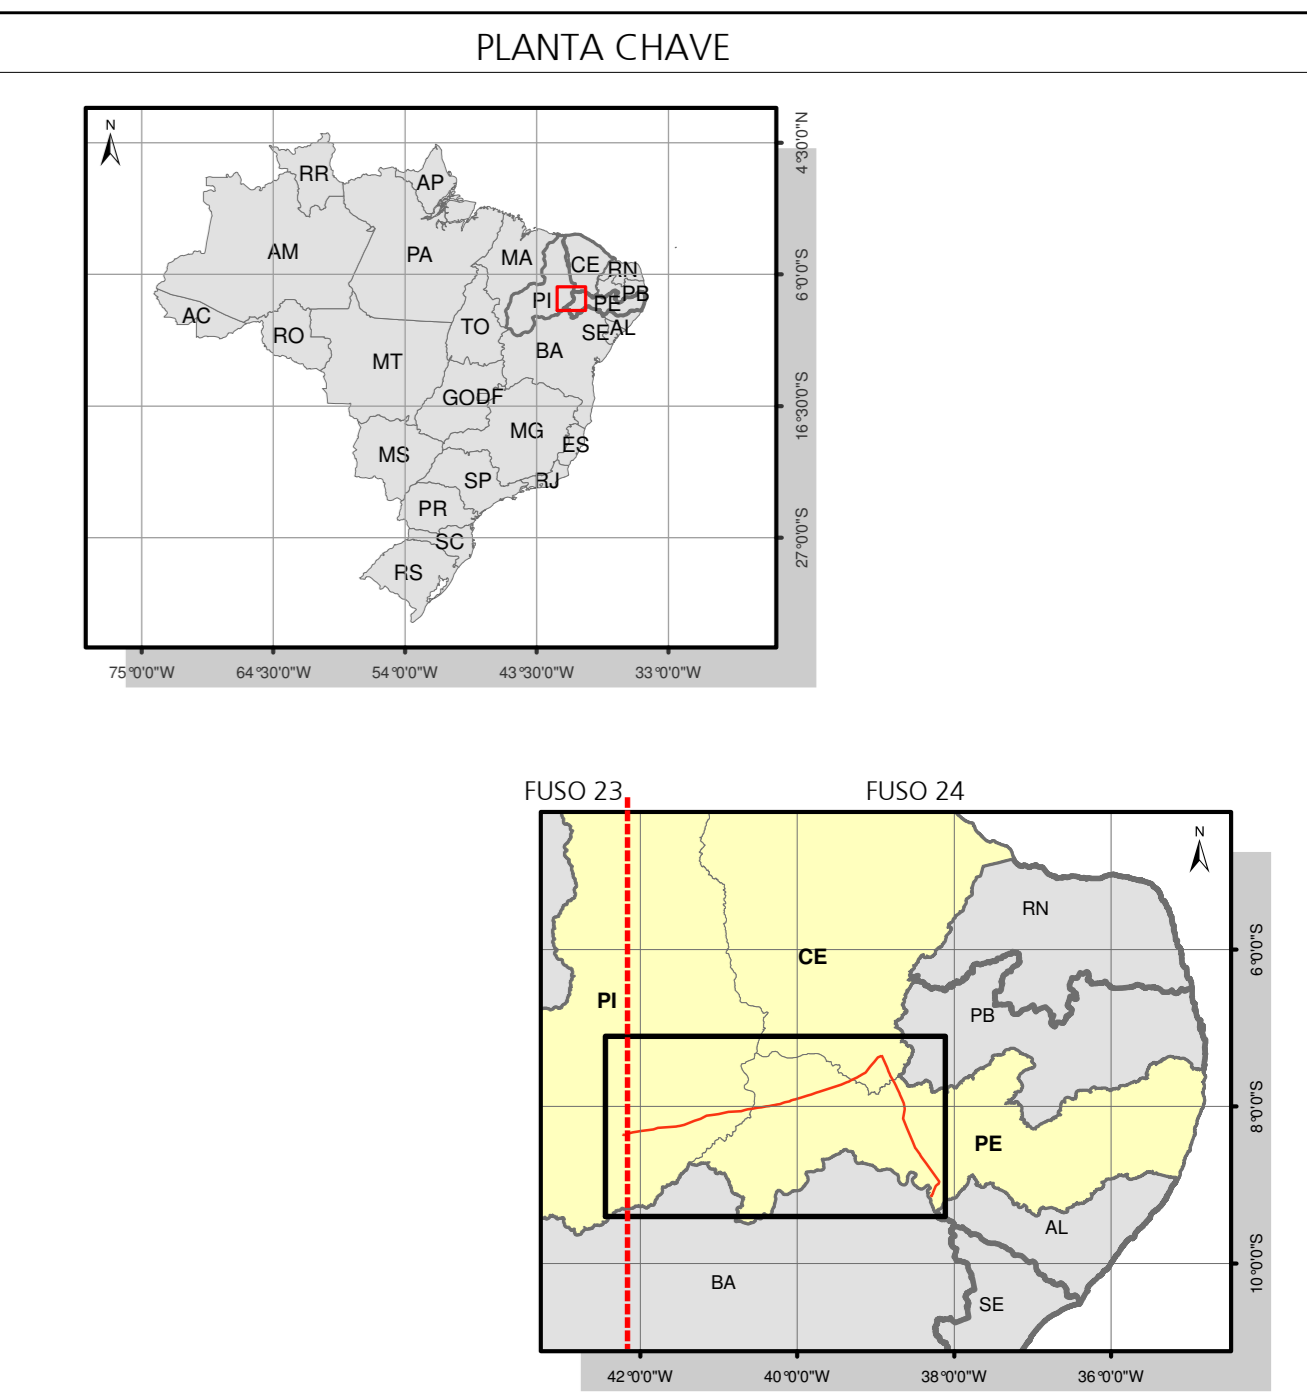 PLANTA CHAVE
N
RR
AP
AM
PA
MA
CE
RN
PI
PB
PE
AC
RO
TO
SE
AL
MT
BA
GO
DF
MG
MS
ES
SP
RJ
PR
SC
RS
4°30'0"N
6°0'0"S
16°30'0"S
27°0'0"S
75°0'0"W 64°30'0"W 54°0'0"W 43°30'0"W 33°0'0"W
FUSO 23 FUSO 24
N
RN
CE
PI
PB
PE
AL
BA
SE
6°0'0"S
8°0'0"S
10°0'0"S
42°0'0"W 40°0'0"W 38°0'0"W 36°0'0"W